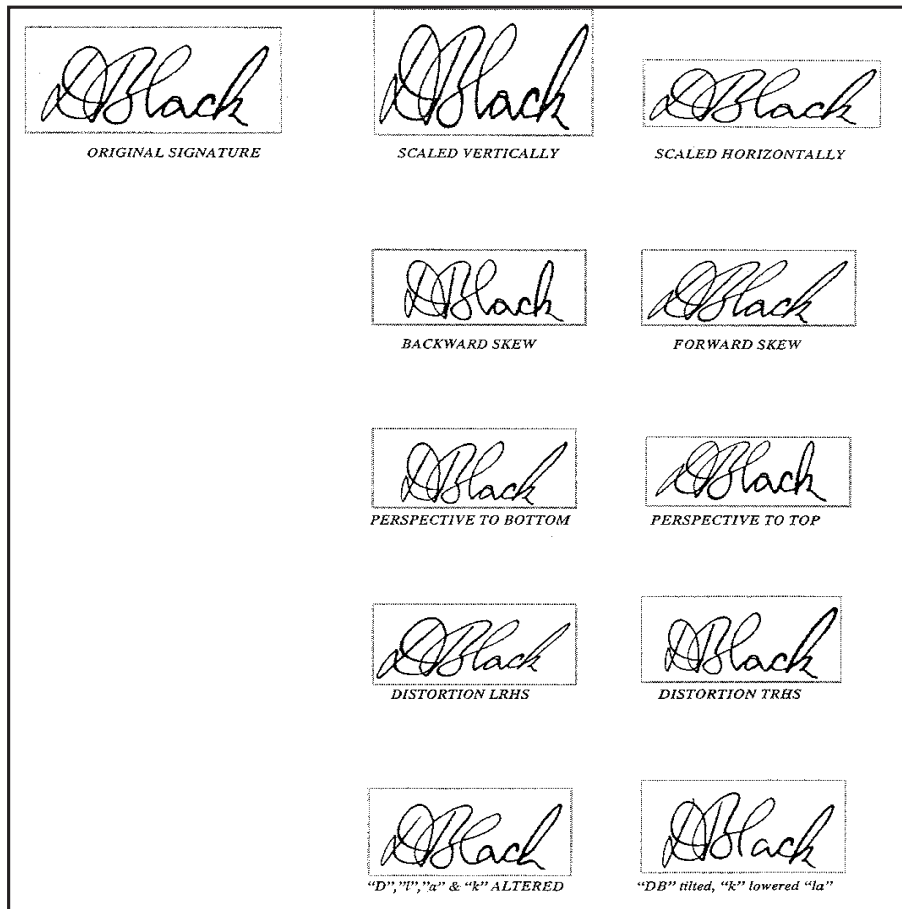 DBlack DBlack DBlack
ORIGINAL SIGNATURE SCALED VERTICALLY SCALED HORIZONTALLY
DBlack DBlack
BACKWARD SKEW FORWARD SKEW
DBlack DBlack
PERSPECTIVE TO BOTTOM PERSPECTIVE TO TOP
DBlack DBlack
DISTORTION LRHS DISTORTION TRHS
DBlack DBlack
"D","l","a" & "k" ALTERED "DB" tilted, "k" lowered "la"